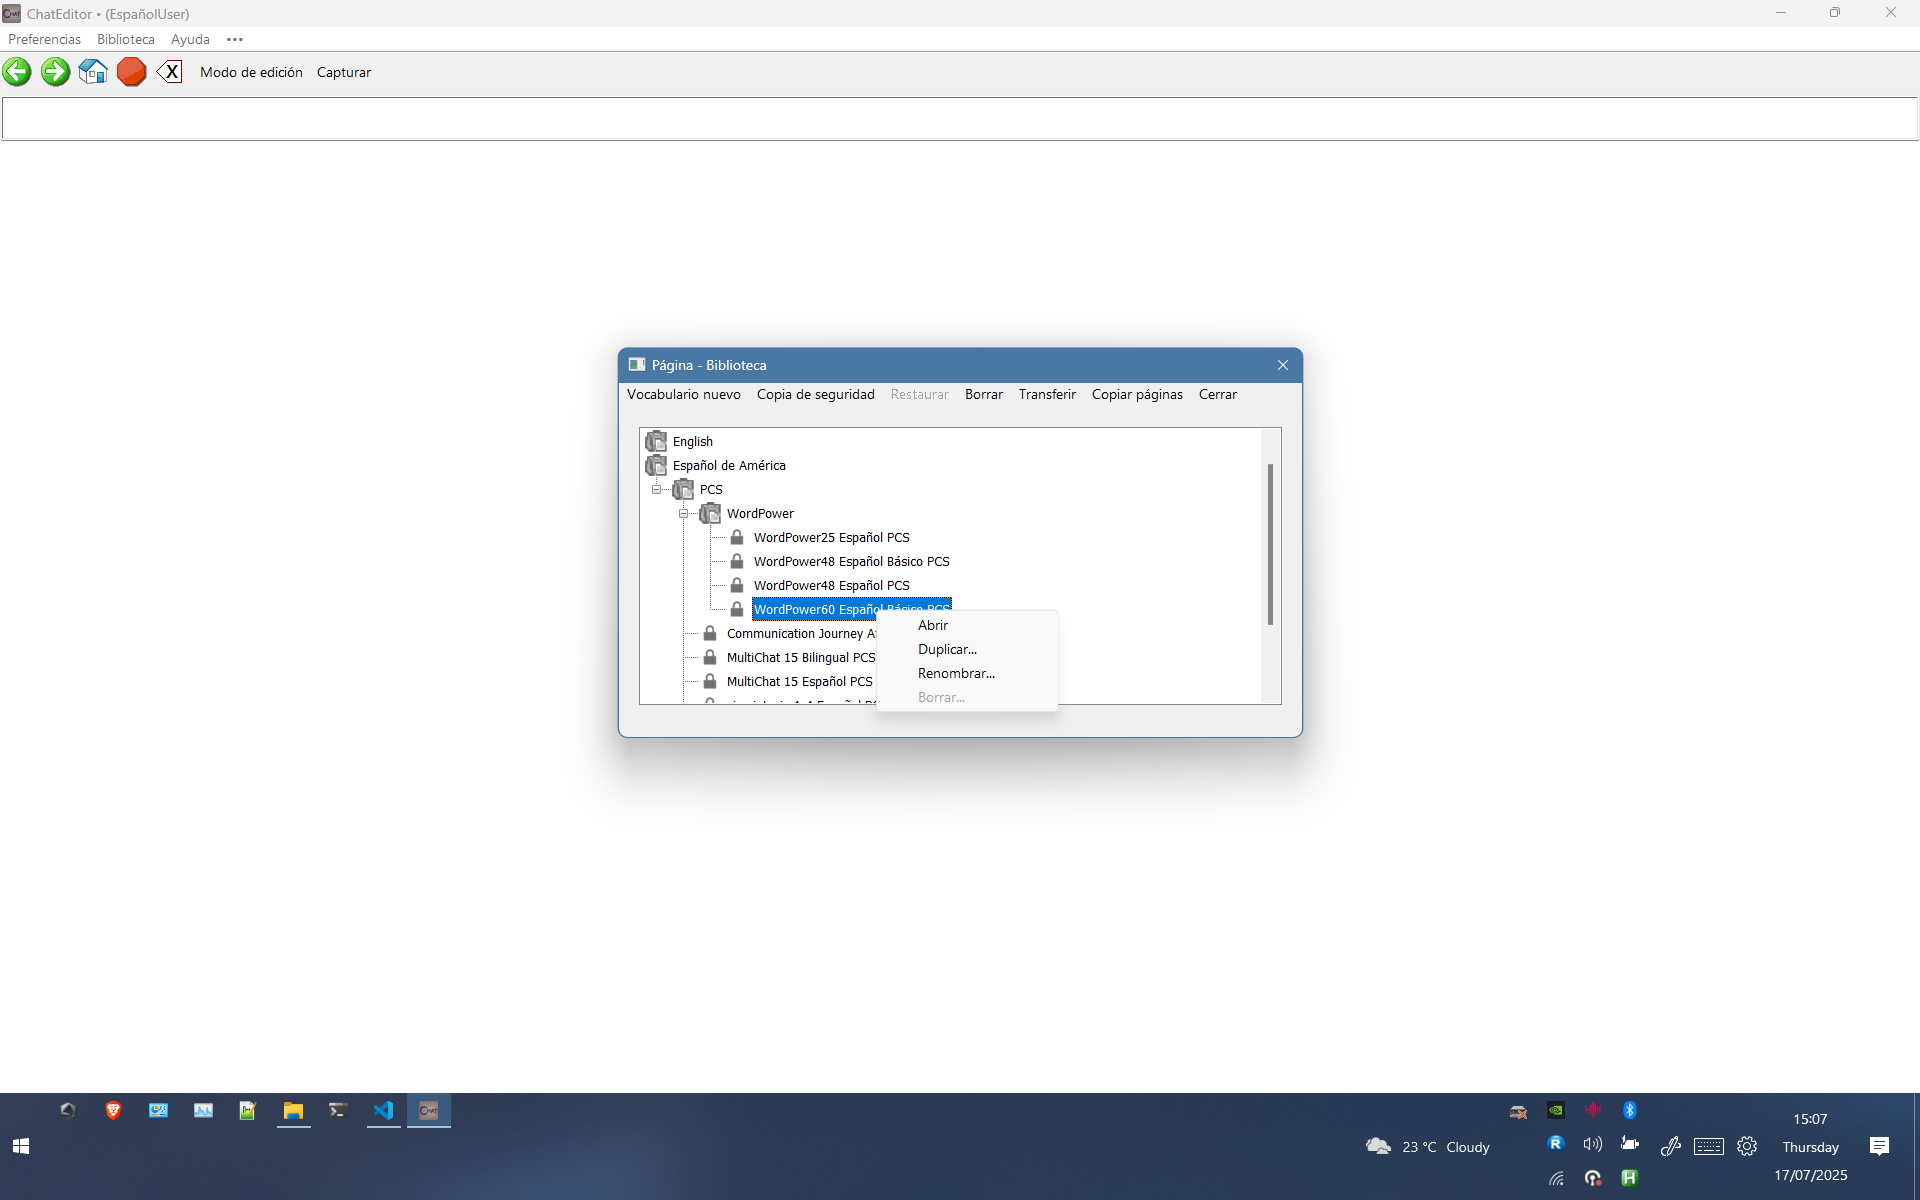 ChatEditor • (EspañolUser)
Preferencias Biblioteca Ayuda •••
X Modo de edición Capturar
Página - Biblioteca
Vocabulario nuevo Copia de seguridad Restaurar Borrar Transferir Copiar páginas Cerrar
English
Español de América
PCS
WordPower
WordPower25 Español PCS
WordPower48 Español Básico PCS
WordPower48 Español PCS
WordPower60 Español Básico PCS
Communication Journey
MultiChat 15 Bilingual PCS
MultiChat 15 Español PCS
Abrir
Duplicar...
Renombrar...
Borrar...
23 °C Cloudy
15:07
Thursday
17/07/2025